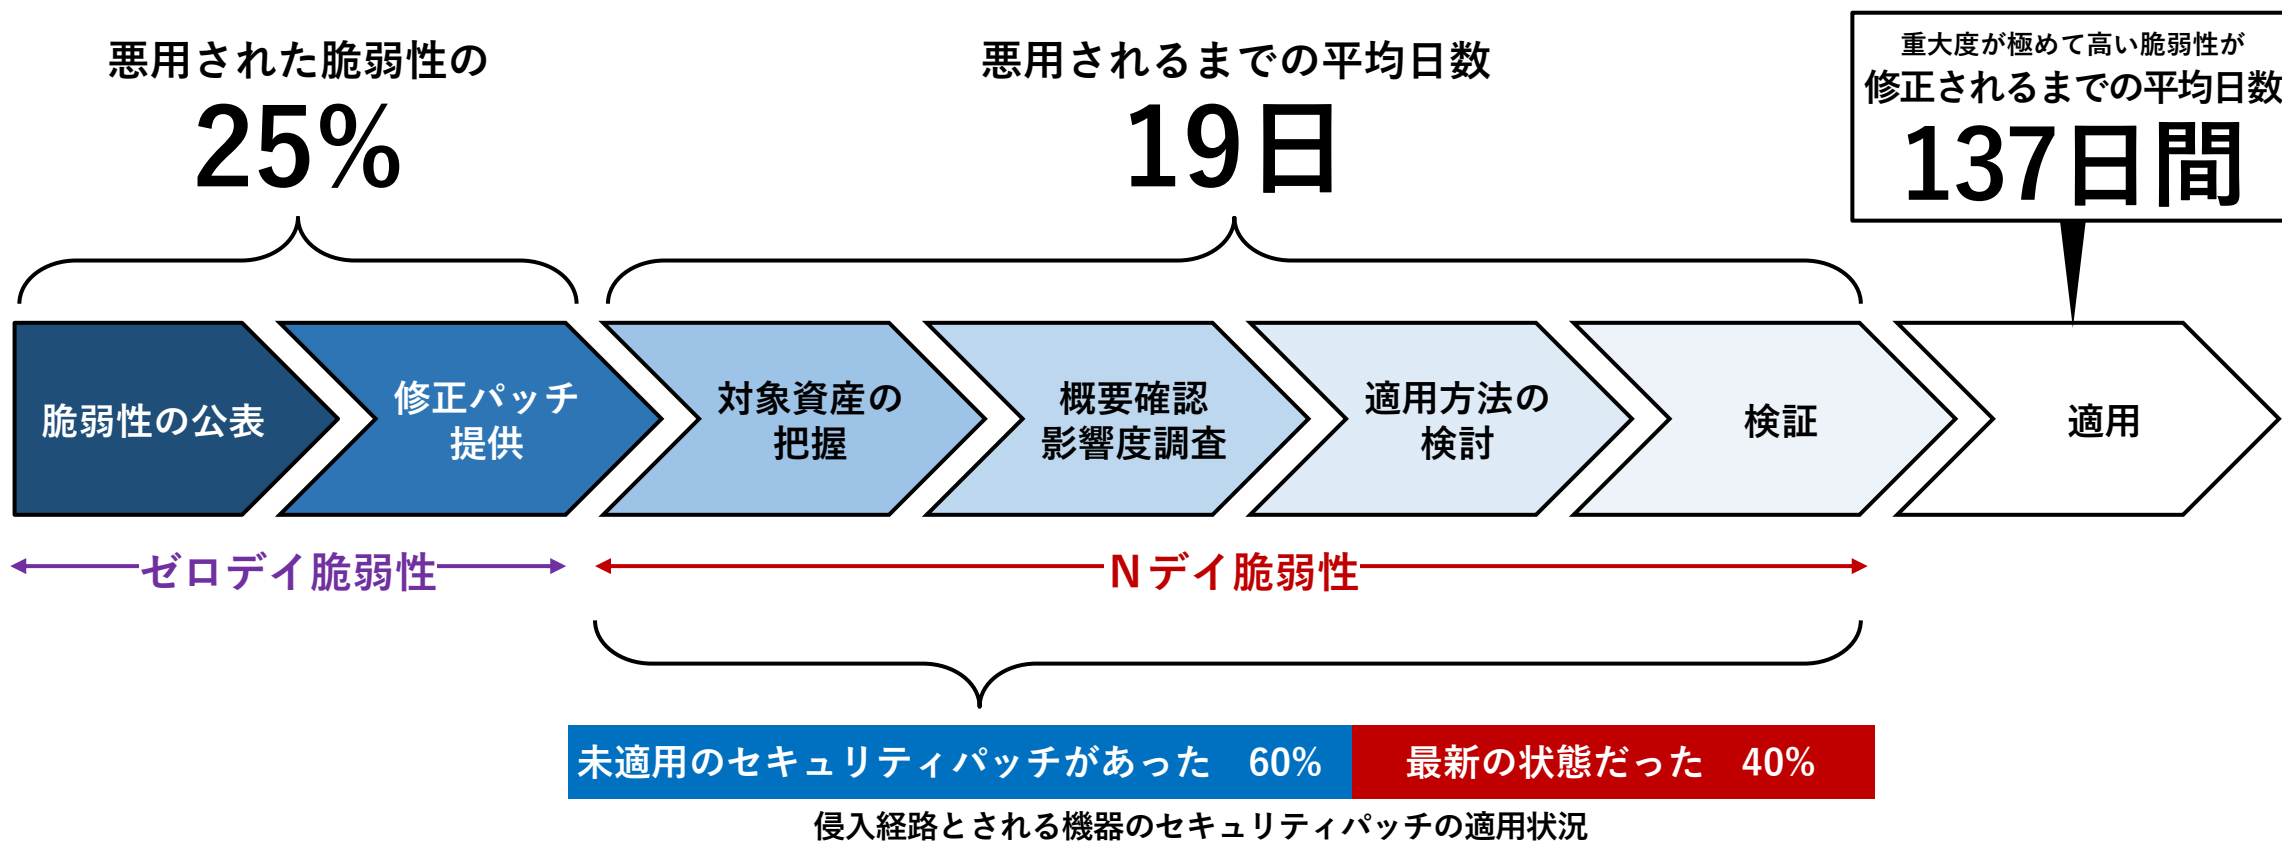 悪用された脆弱性の
25%
悪用されるまでの平均日数
19日
重大度が極めて高い脆弱性が
修正されるまでの平均日数
137日間
脆弱性の公表
修正パッチ
提供
対象資産の
把握
概要確認
影響度調査
適用方法の
検討
検証
適用
ゼロデイ脆弱性
Nデイ脆弱性
未適用のセキュリティパッチがあった　60%
最新の状態だった　40%
侵入経路とされる機器のセキュリティパッチの適用状況